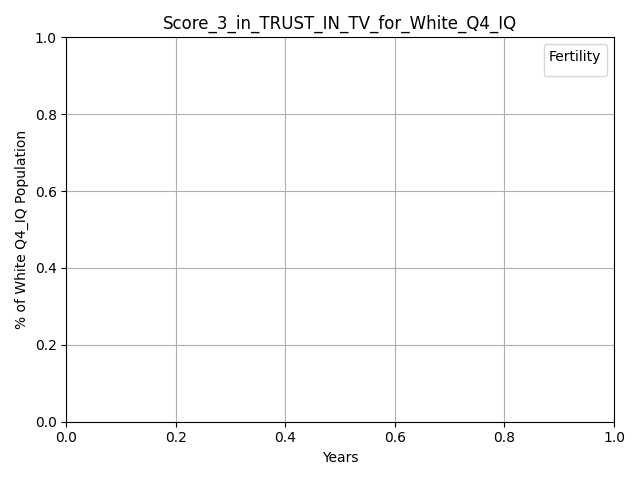 Score_3_in_TRUST_IN_TV_for_White_Q4_IQ
Fertility
% of White Q4_IQ Population
1.0
0.8
0.6
0.4
0.2
0.0
0.0 0.2 0.4 0.6 0.8 1.0
Years